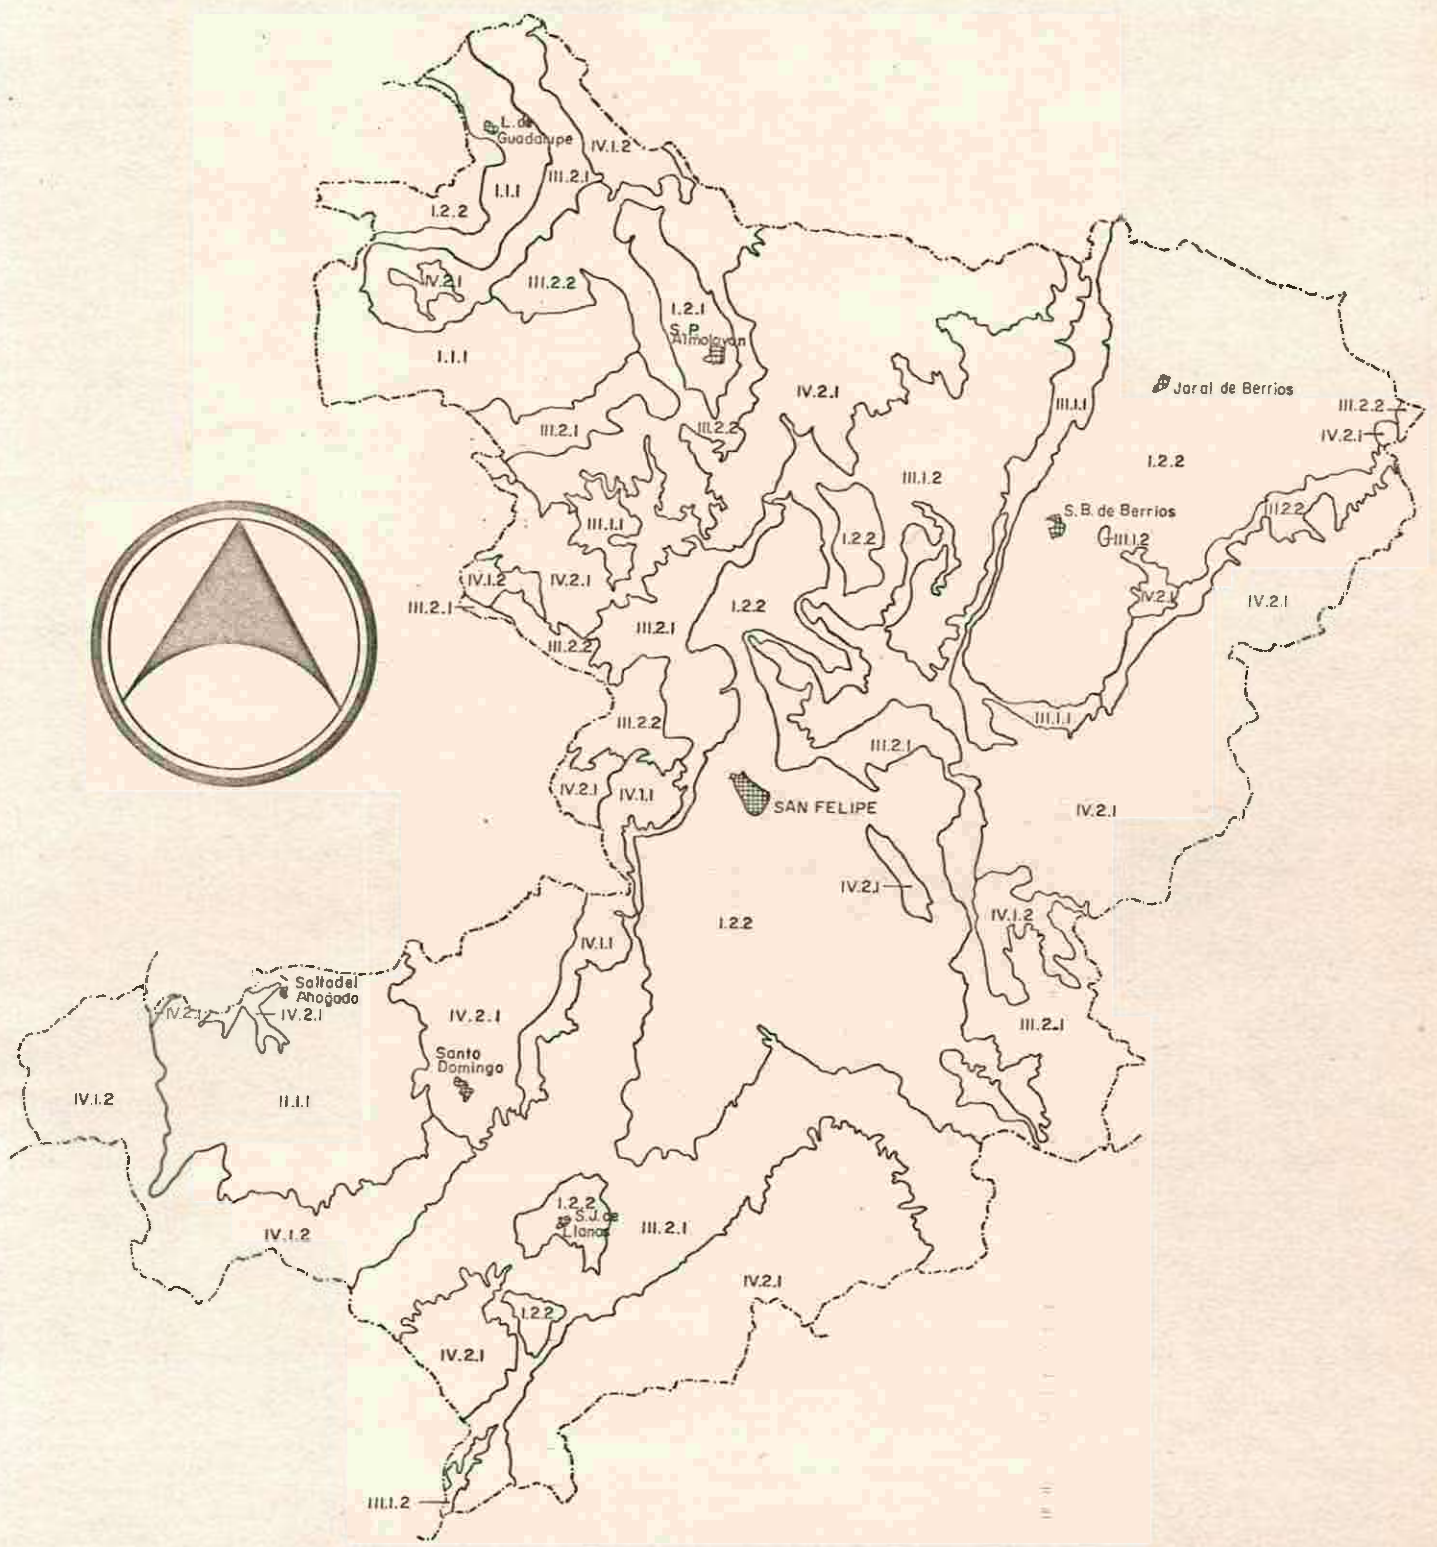 L. de
Guadalupe
IV.1.2
III.2.1
I.1.1
I.2.2
IV.2.1
III.2.2
I.2.1
S. P.
Almoloyan
I.1.1
IV.2.1
Jaral de Berrios
III.1.1
III.2.2
IV.2.1
III.2.1
III.2.2
I.2.2
III.1.2
S.B. de Berrios
III.2.2
III.1.1
I.2.2
III.1.2
IV.1.2
IV.2.1
IV.2.1
IV.2.1
III.2.1
I.2.2
III.2.1
III.2.2
III.2.2
III.1.1
III.2.1
IV.2.1
IV.1.1
SAN FELIPE
IV.2.1
IV.2.1
I.2.2
IV.1.2
IV.1.1
Salta del
Ahogado
IV.2.1
IV.2.1
IV.2.1
III.2.1
Santo
Domingo
IV.1.2
II.1.1
I.2.2
S.J. de
Llanos
III.2.1
IV.1.2
IV.2.1
I.2.2
IV.2.1
III.1.2